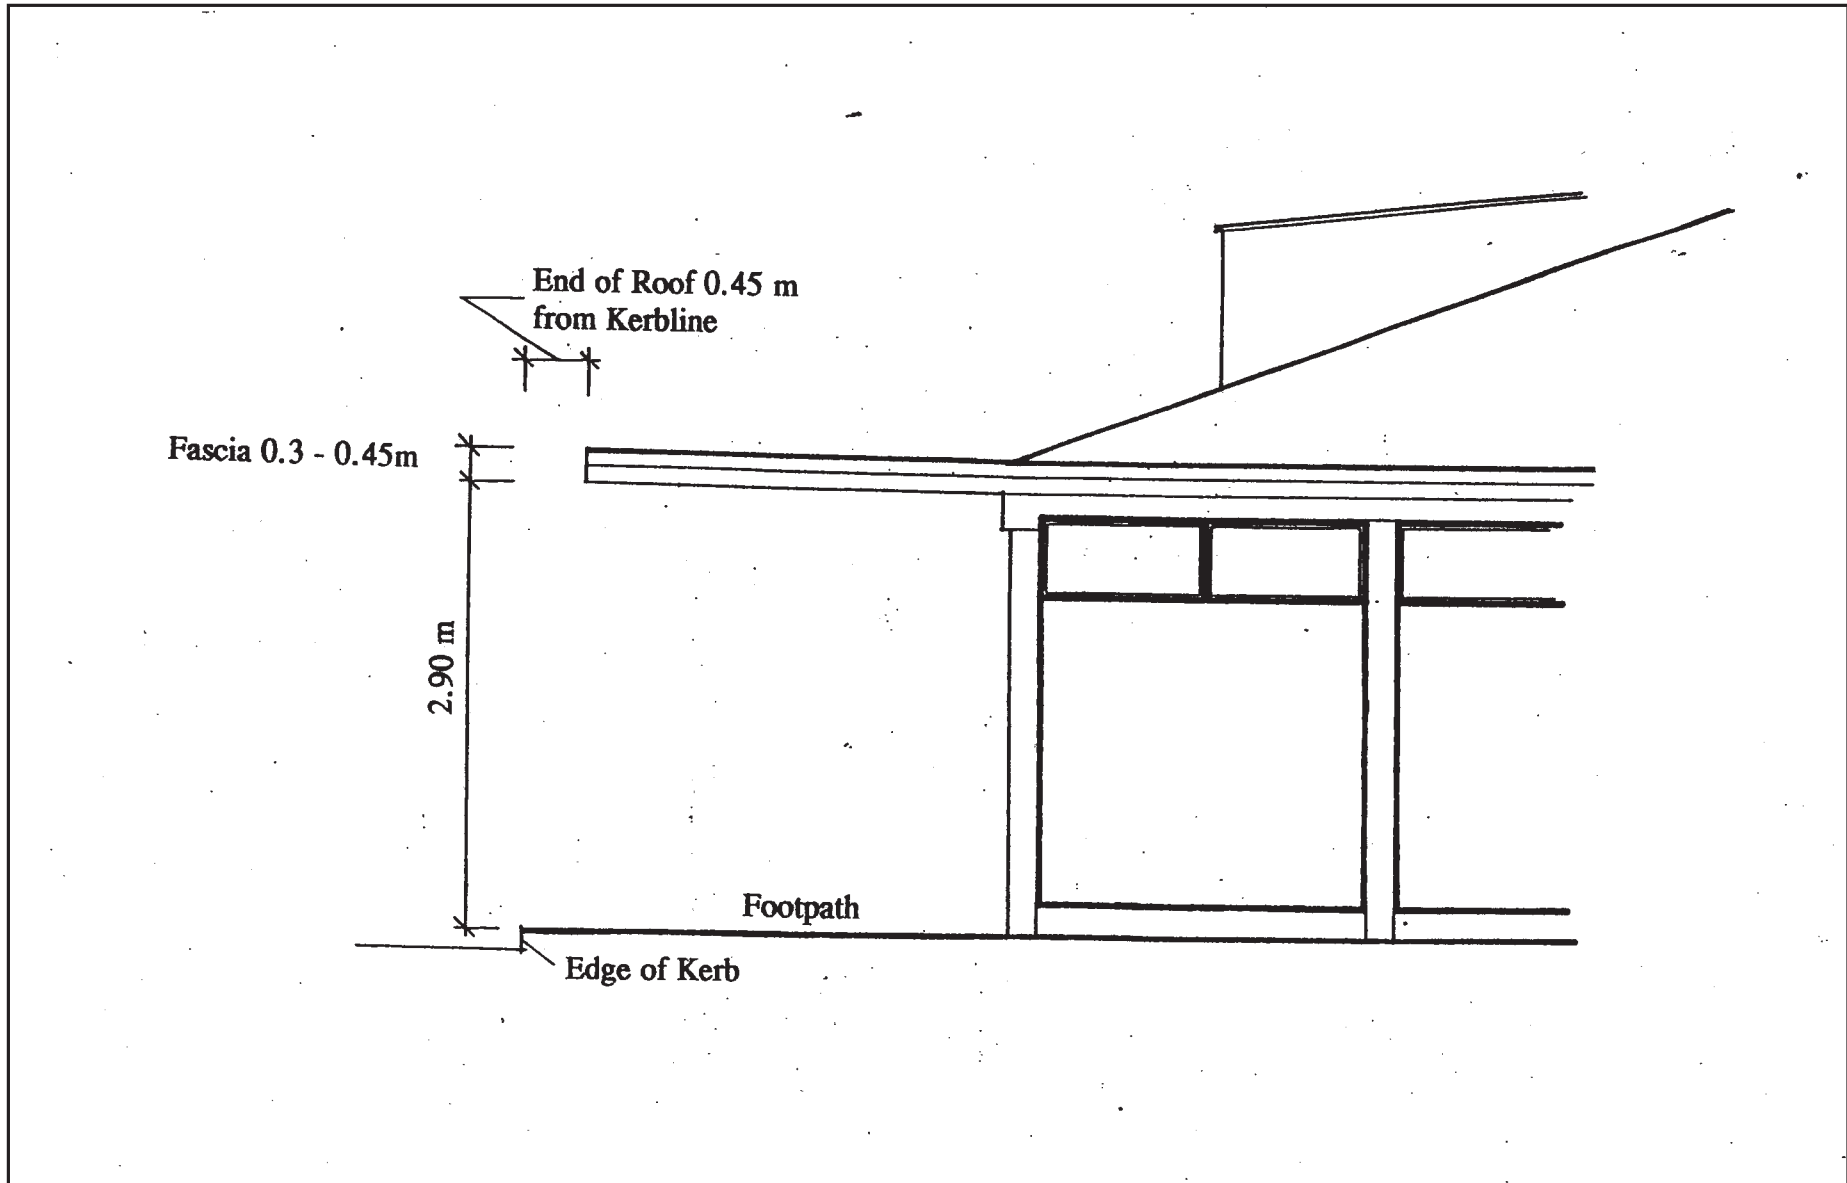 End of Roof 0.45 m
from Kerbline
Fascia 0.3 - 0.45m
2.90 m
Footpath
Edge of Kerb